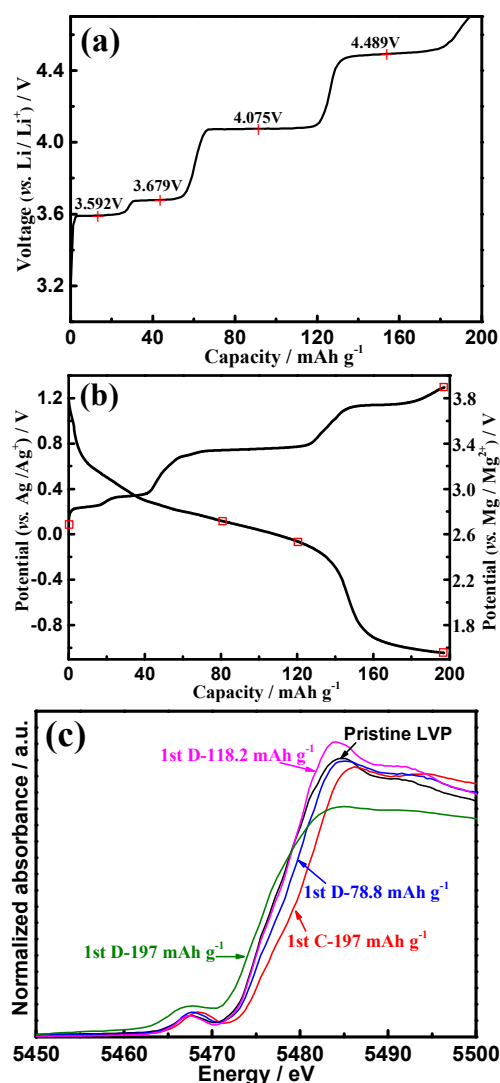 (a)
4.489V
4.075V
3.679V
3.592V
Voltage (vs. Li / Li⁺) / V
4.4
4.0
3.6
3.2
0 40 80 120 160 200
Capacity / mAh g⁻¹
(b)
Potential (vs. Ag /Ag⁺) / V
1.2
0.8
0.4
0.0
-0.4
-0.8
Potential (vs. Mg / Mg²⁺) / V
3.8
3.4
2.9
2.6
2.2
1.8
1.6
0 40 80 120 160 200
Capacity / mAh g⁻¹
(c)
Pristine LVP
1st D-118.2 mAh g⁻¹
1st D-78.8 mAh g⁻¹
1st D-197 mAh g⁻¹
1st C-197 mAh g⁻¹
Normalized absorbance / a.u.
5450 5460 5470 5480 5490 5500
Energy / eV